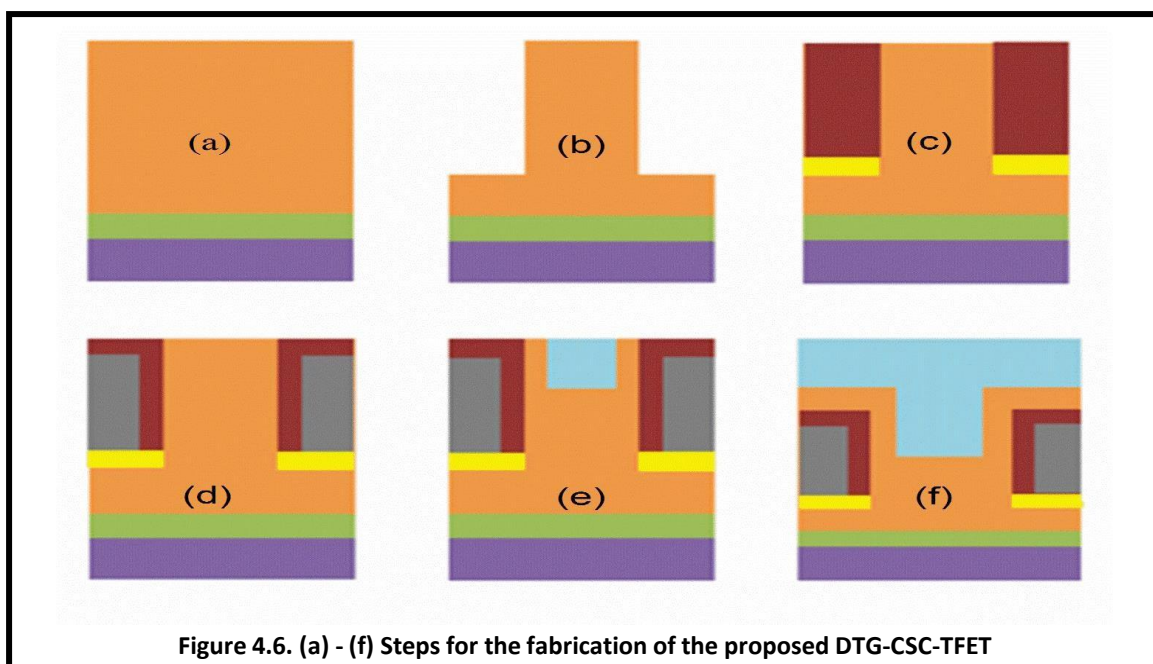 (a)
(b)
(c)
(d)
(e)
(f)
Figure 4.6. (a) - (f) Steps for the fabrication of the proposed DTG-CSC-TFET